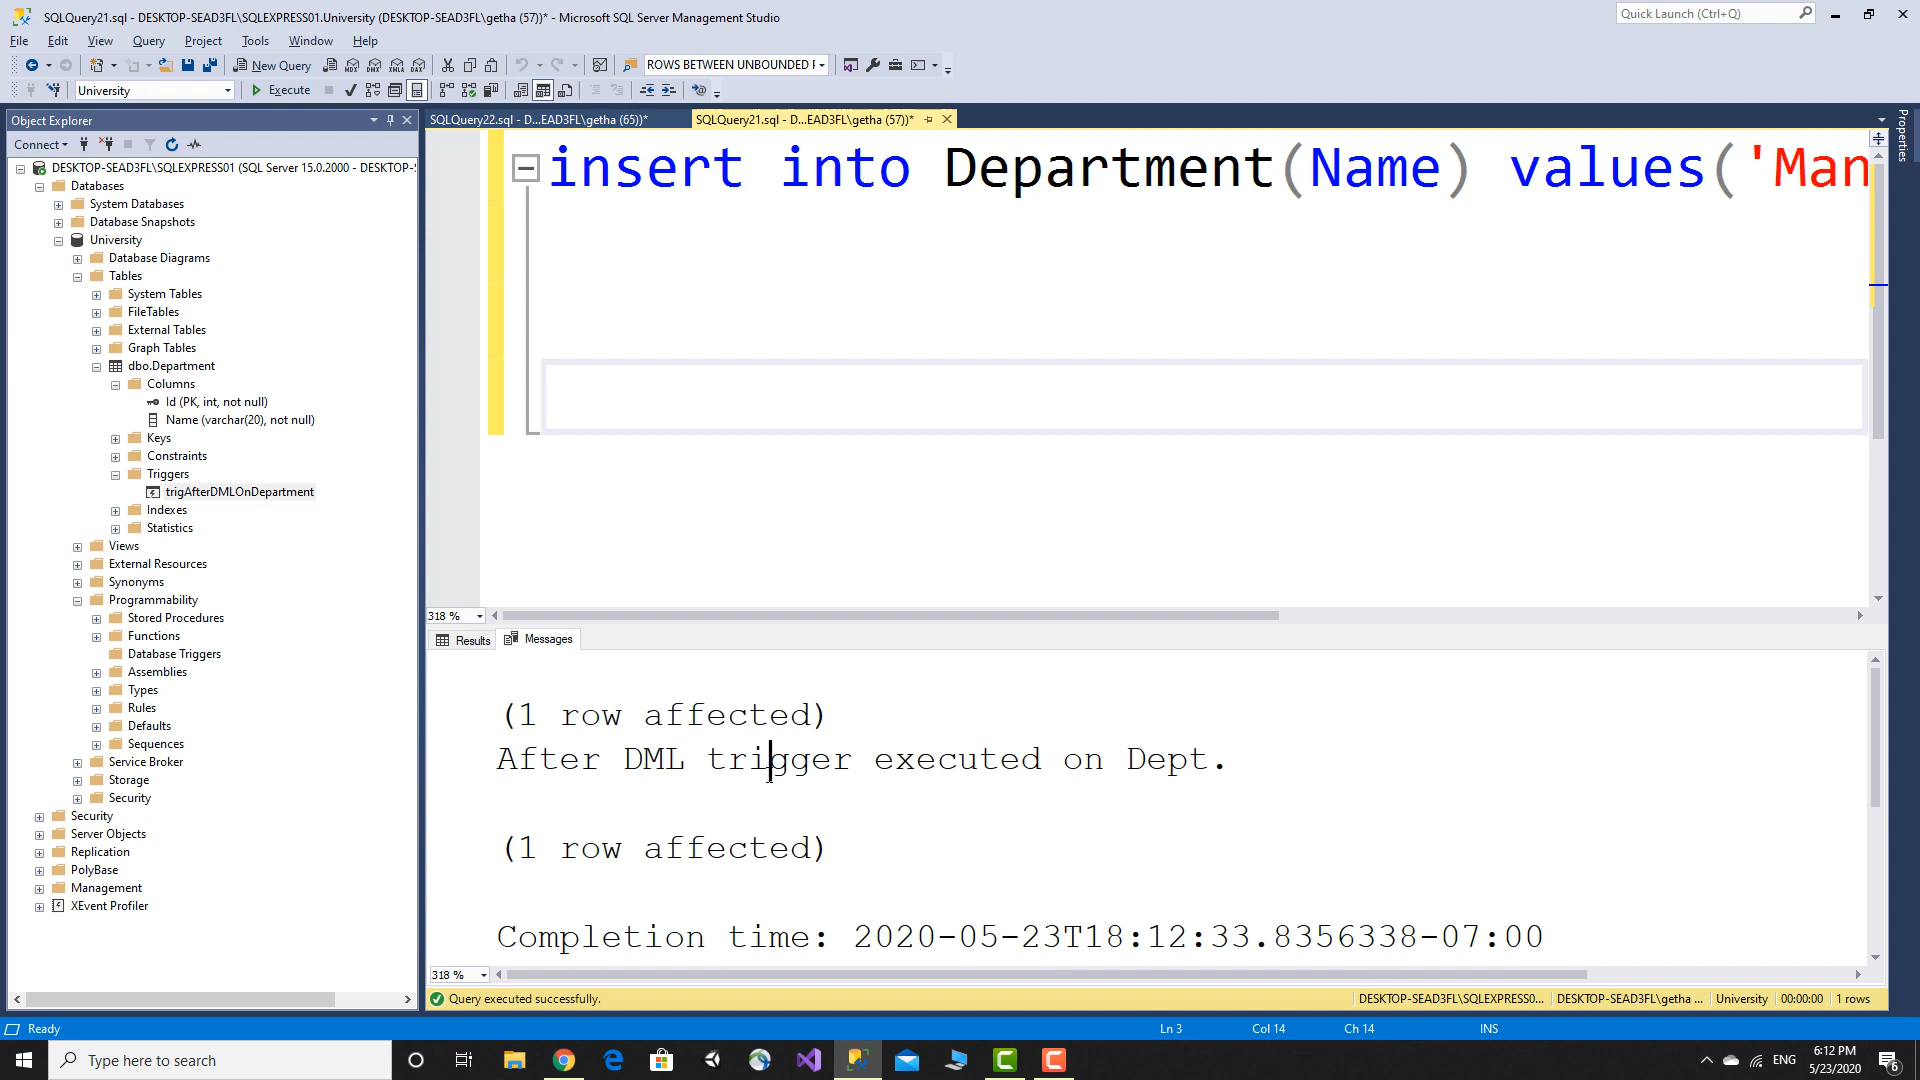 SQLQuery21.sql - DESKTOP-SEAD3FL\SQLEXPRESS01.University (DESKTOP-SEAD3FL\getha (57))* - Microsoft SQL Server Management Studio
Quick Launch (Ctrl+Q)
File Edit View Query Project Tools Window Help
New Query
MDX DMX XMLA DAX
ROWS BETWEEN UNBOUNDED F
University
Execute
Object Explorer
SQLQuery22.sql - D...EAD3FL\getha (65))*
SQLQuery21.sql - D...EAD3FL\getha (57))*
Properties
Connect
DESKTOP-SEAD3FL\SQLEXPRESS01 (SQL Server 15.0.2000 - DESKTOP-
Databases
System Databases
Database Snapshots
University
Database Diagrams
Tables
System Tables
FileTables
External Tables
Graph Tables
dbo.Department
Columns
Id (PK, int, not null)
Name (varchar(20), not null)
Keys
Constraints
Triggers
trigAfterDMLOnDepartment
Indexes
Statistics
Views
External Resources
Synonyms
Programmability
Stored Procedures
Functions
Database Triggers
Assemblies
Types
Rules
Defaults
Sequences
Service Broker
Storage
Security
Security
Server Objects
Replication
PolyBase
Management
XEvent Profiler
insert into Department(Name) values('Man
318 %
Results
Messages
(1 row affected)
After DML trigger executed on Dept.
(1 row affected)
Completion time: 2020-05-23T18:12:33.8356338-07:00
318 %
Query executed successfully.
DESKTOP-SEAD3FL\SQLEXPRESS0... DESKTOP-SEAD3FL\getha ... University 00:00:00 1 rows
Ready
Ln 3
Col 14
Ch 14
INS
Type here to search
ENG
6:12 PM
5/23/2020
6